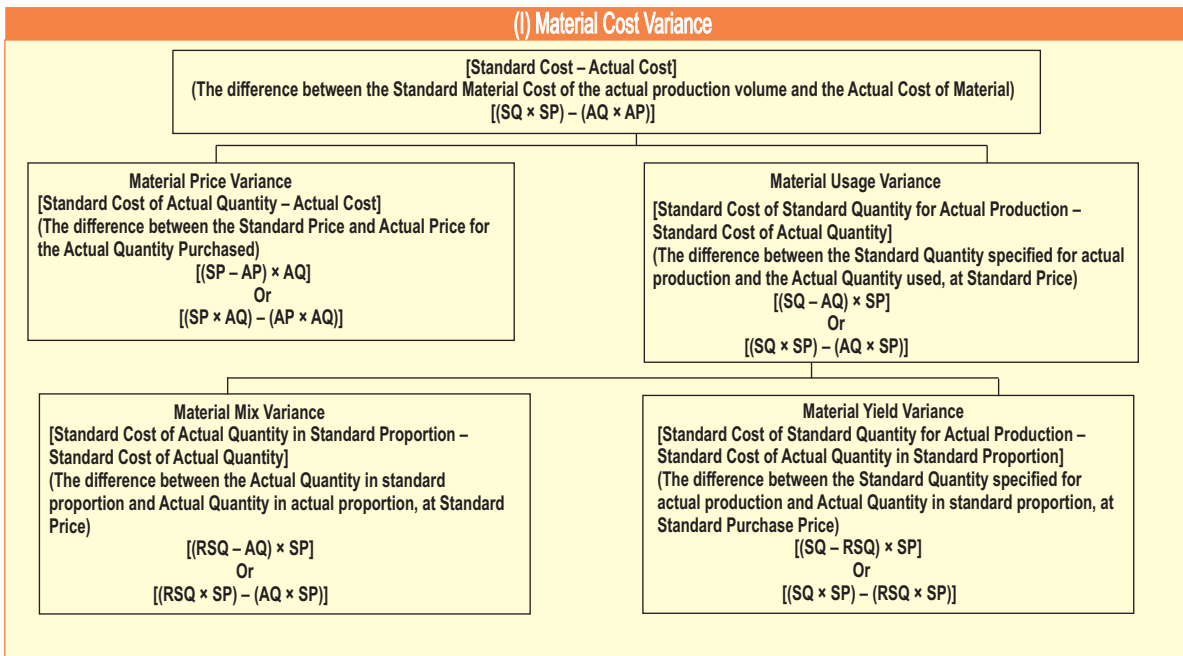 (I) Material Cost Variance
[Standard Cost – Actual Cost]
(The difference between the Standard Material Cost of the actual production volume and the Actual Cost of Material)
[(SQ × SP) – (AQ × AP)]
Material Price Variance
[Standard Cost of Actual Quantity – Actual Cost]
(The difference between the Standard Price and Actual Price for
the Actual Quantity Purchased)
[(SP – AP) × AQ]
Or
[(SP × AQ) – (AP × AQ)]
Material Usage Variance
[Standard Cost of Standard Quantity for Actual Production –
Standard Cost of Actual Quantity]
(The difference between the Standard Quantity specified for actual
production and the Actual Quantity used, at Standard Price)
[(SQ – AQ) × SP]
Or
[(SQ × SP) – (AQ × SP)]
Material Mix Variance
[Standard Cost of Actual Quantity in Standard Proportion –
Standard Cost of Actual Quantity]
(The difference between the Actual Quantity in standard
proportion and Actual Quantity in actual proportion, at Standard
Price)
[(RSQ – AQ) × SP]
Or
[(RSQ × SP) – (AQ × SP)]
Material Yield Variance
[Standard Cost of Standard Quantity for Actual Production –
Standard Cost of Actual Quantity in Standard Proportion]
(The difference between the Standard Quantity specified for
actual production and Actual Quantity in standard proportion, at
Standard Purchase Price)
[(SQ – RSQ) × SP]
Or
[(SQ × SP) – (RSQ × SP)]